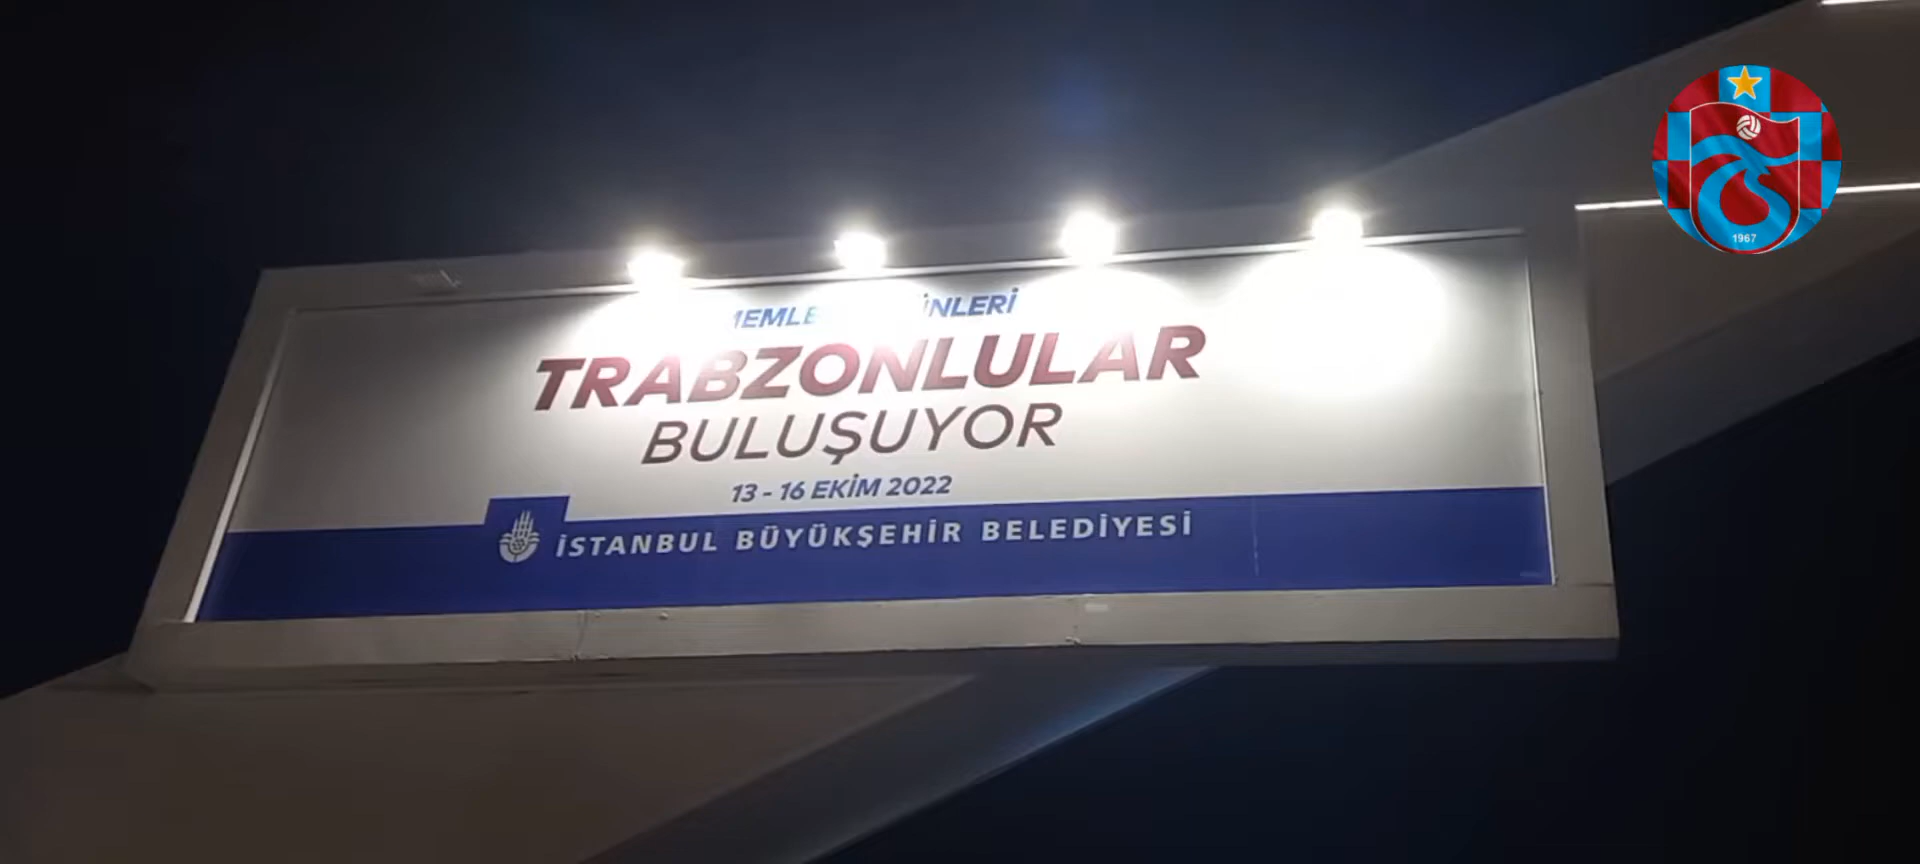 TRABZONLULAR
BULUŞUYOR
13 - 16 EKİM 2022
İSTANBUL BÜYÜKŞEHİR BELEDİYESİ
1967